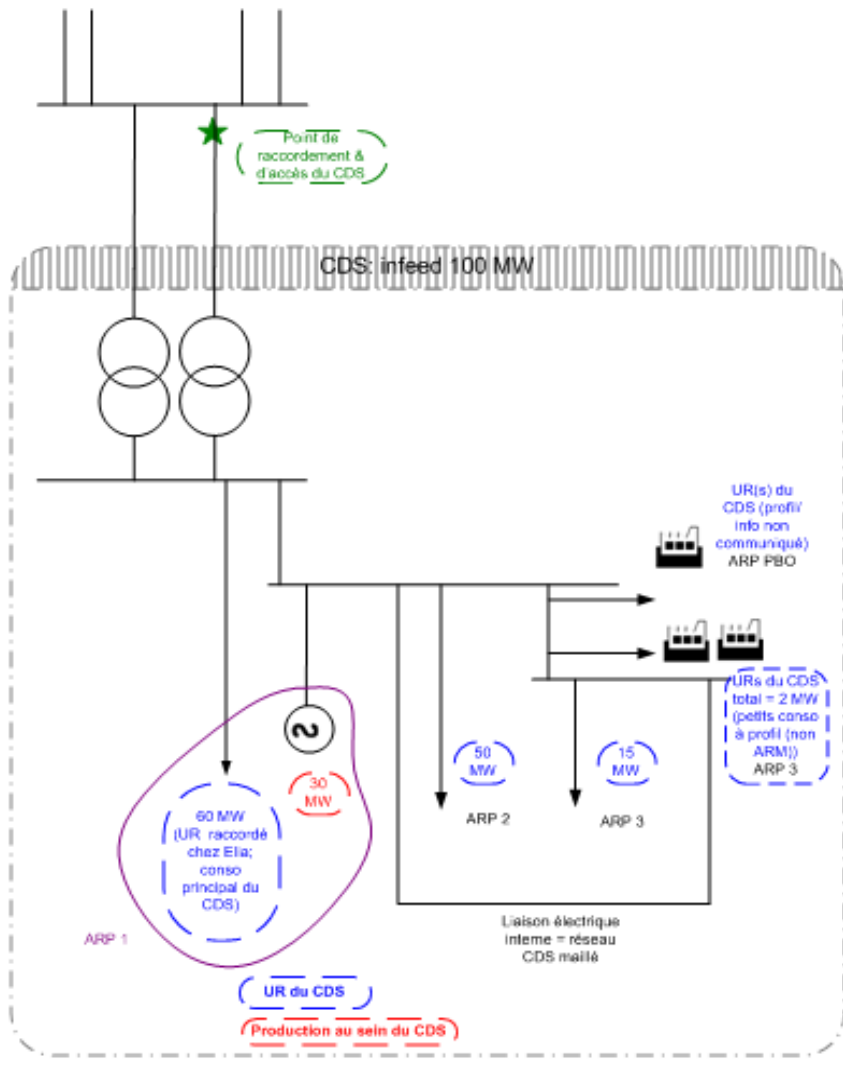 Point de
raccordement &
d'accès du CDS
CDS: infeed 100 MW
UR(s) du
CDS (profil/
info non
communiqué)
ARP PBO
URs du CDS
total = 2 MW
(petits conso
à profil (non
ARM))
ARP 3
50
MW
ARP 2
15
MW
ARP 3
30
MW
60 MW
(UR raccordé
chez Elia;
conso
principal du
CDS)
ARP 1
Liaison électrique
interne = réseau
CDS maillé
UR du CDS
Production au sein du CDS